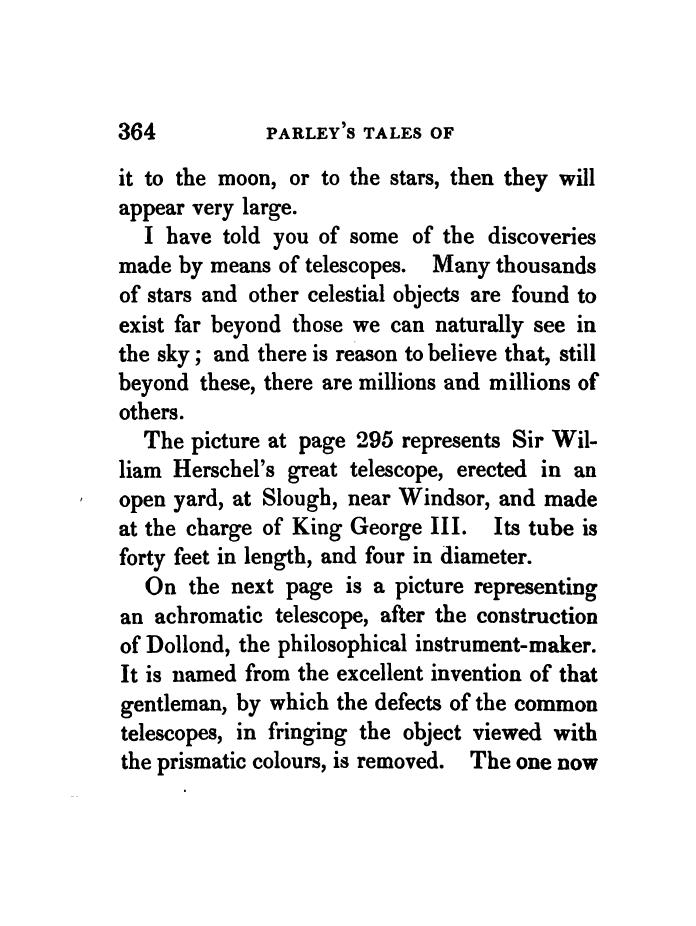 364 PARLEY'S TALES OF
it to the moon, or to the stars, then they will
appear very large.
I have told you of some of the discoveries
made by means of telescopes. Many thousands
of stars and other celestial objects are found to
exist far beyond those we can naturally see in
the sky; and there is reason to believe that, still
beyond these, there are millions and millions of
others.
The picture at page 295 represents Sir Wil-
liam Herschel's great telescope, erected in an
open yard, at Slough, near Windsor, and made
at the charge of King George III. Its tube is
forty feet in length, and four in diameter.
On the next page is a picture representing
an achromatic telescope, after the construction
of Dollond, the philosophical instrument-maker.
It is named from the excellent invention of that
gentleman, by which the defects of the common
telescopes, in fringing the object viewed with
the prismatic colours, is removed. The one now